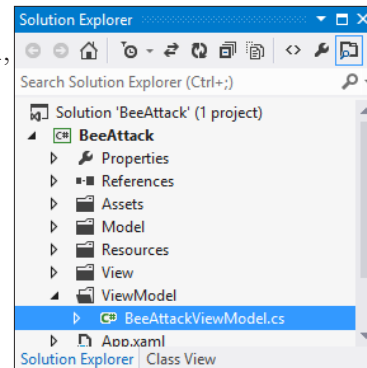 Solution Explorer
,
Search Solution Explorer (Ctrl+;)
Solution 'BeeAttack' (1 project)
C# BeeAttack
Properties
References
Assets
Model
Resources
View
ViewModel
C# BeeAttackViewModel.cs
App.xaml
Solution Explorer Class View